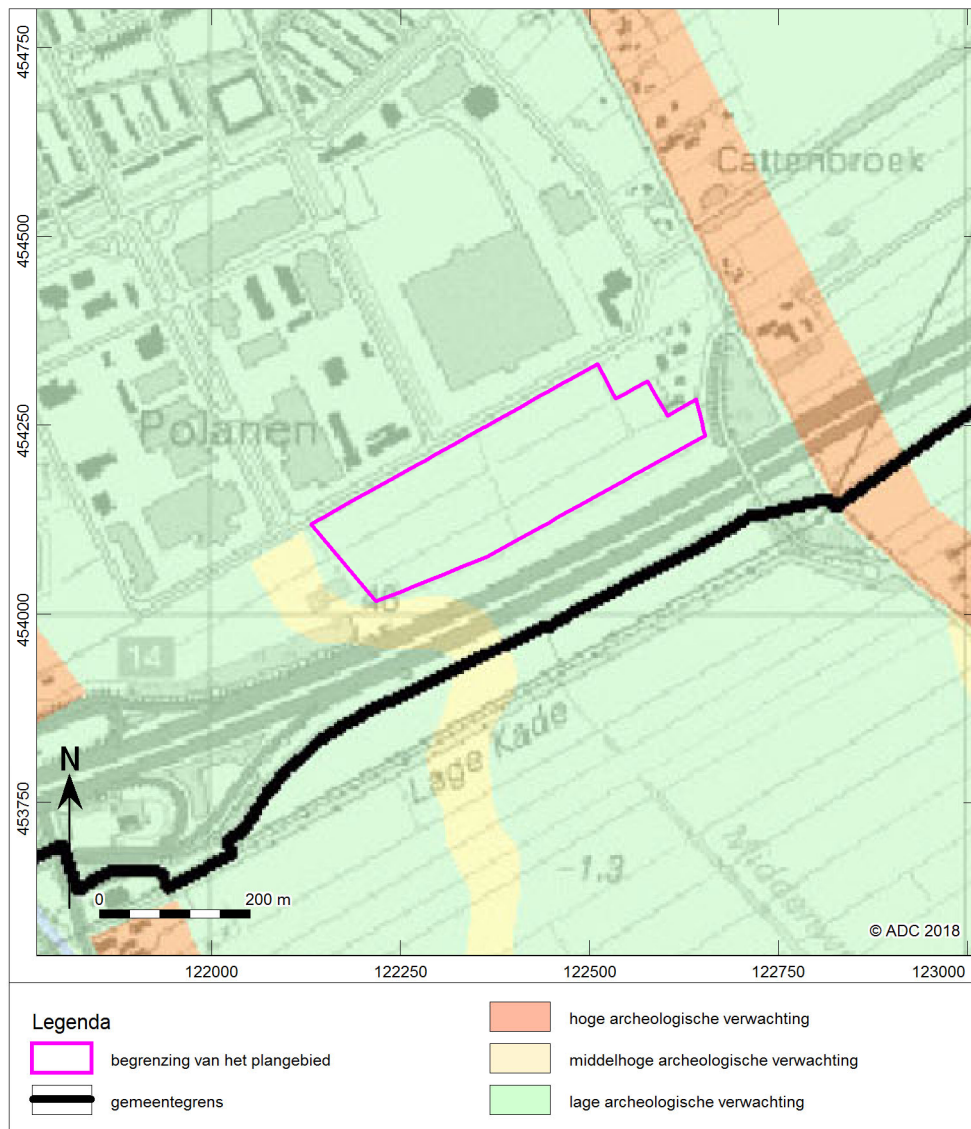 454750
454500
454250
454000
453750
Cattenbroek
Polanen
46
14
Lage Kade
-1.3
N
0 200 m
© ADC 2018
122000 122250 122500 122750 123000
Legenda
begrenzing van het plangebied
gemeentegrens
hoge archeologische verwachting
middelhoge archeologische verwachting
lage archeologische verwachting